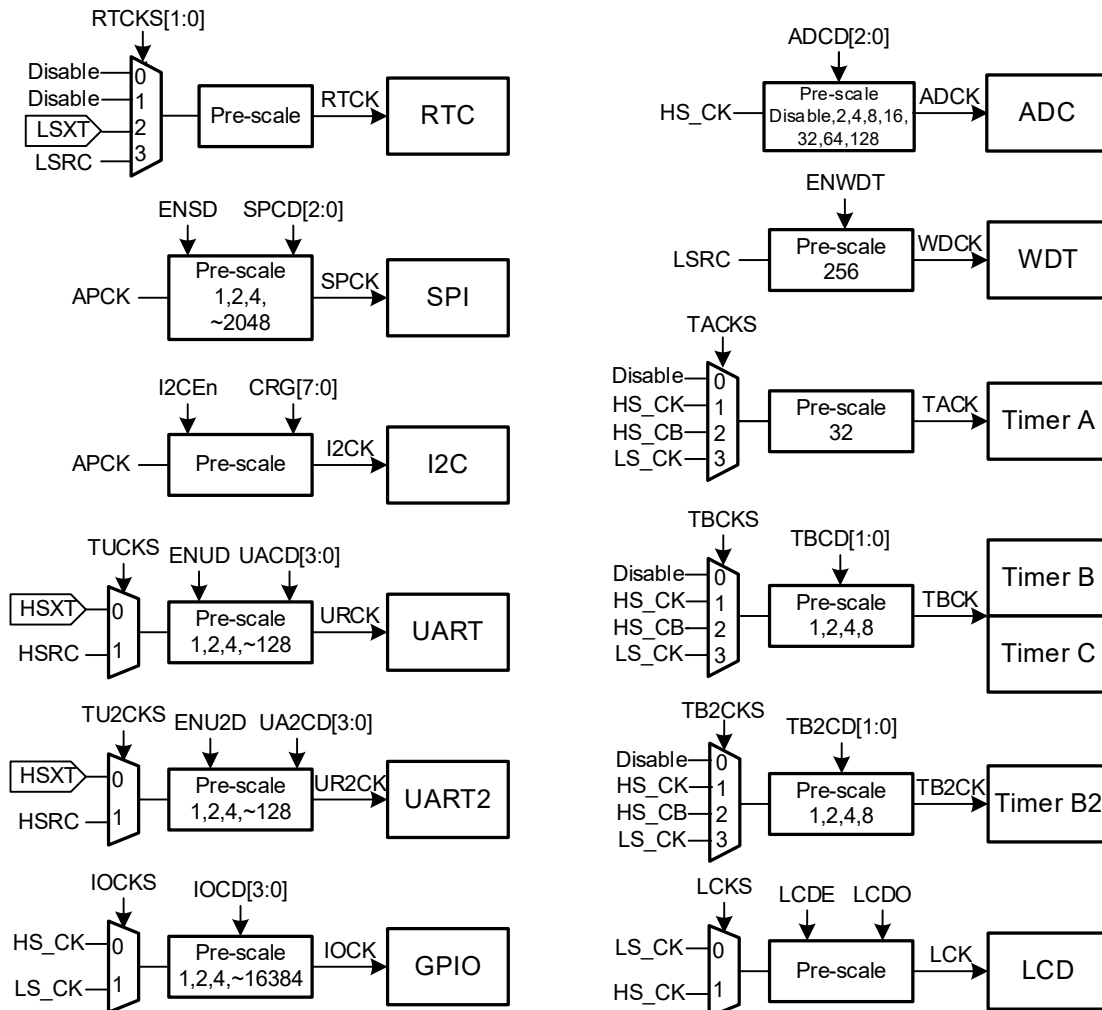 RTCKS[1:0]
Disable
Disable
LSXT
LSRC
0
1
2
3
Pre-scale
RTCK
RTC
ENSD
SPCD[2:0]
APCK
Pre-scale
1,2,4,
~2048
SPCK
SPI
I2CEn
CRG[7:0]
APCK
Pre-scale
I2CK
I2C
TUCKS
ENUD
UACD[3:0]
HSXT
HSRC
0
1
Pre-scale
1,2,4,~128
URCK
UART
TU2CKS
ENU2D
UA2CD[3:0]
HSXT
HSRC
0
1
Pre-scale
1,2,4,~128
UR2CK
UART2
IOCKS
IOCD[3:0]
HS_CK
LS_CK
0
1
Pre-scale
1,2,4,~16384
IOCK
GPIO
ADCD[2:0]
HS_CK
Pre-scale
Disable,2,4,8,16,
32,64,128
ADCK
ADC
ENWDT
LSRC
Pre-scale
256
WDCK
WDT
TACKS
Disable
HS_CK
HS_CB
LS_CK
0
1
2
3
Pre-scale
32
TACK
Timer A
TBCKS
TBCD[1:0]
Disable
HS_CK
HS_CB
LS_CK
0
1
2
3
Pre-scale
1,2,4,8
TBCK
Timer B
Timer C
TB2CKS
TB2CD[1:0]
Disable
HS_CK
HS_CB
LS_CK
0
1
2
3
Pre-scale
1,2,4,8
TB2CK
Timer B2
LCKS
LCDE
LCDO
LS_CK
HS_CK
0
1
Pre-scale
LCK
LCD